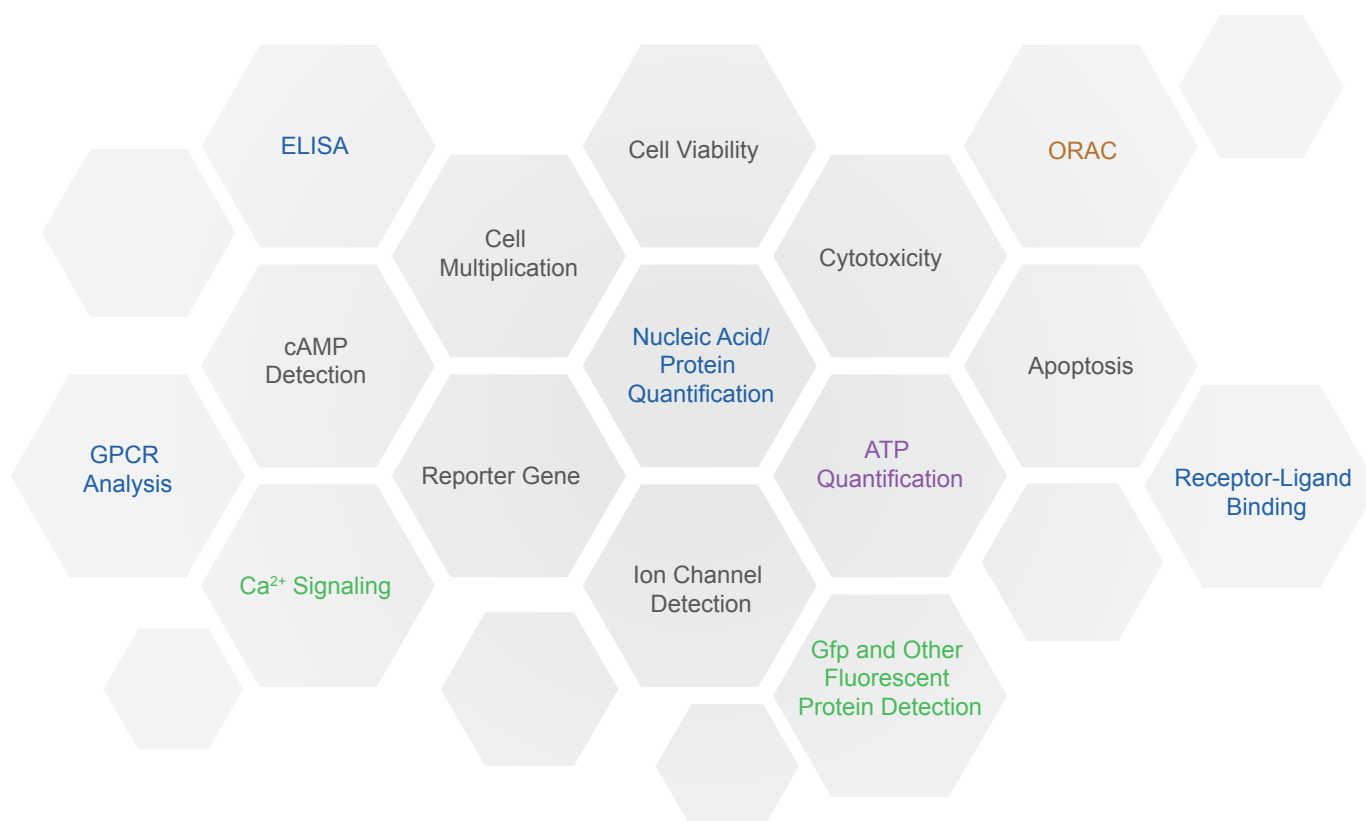 ELISA
Cell Viability
ORAC
Cell
Multiplication
Cytotoxicity
cAMP
Detection
Nucleic Acid/
Protein
Quantification
Apoptosis
GPCR
Analysis
Reporter Gene
ATP
Quantification
Receptor-Ligand
Binding
Ca²⁺ Signaling
Ion Channel
Detection
Gfp and Other
Fluorescent
Protein Detection